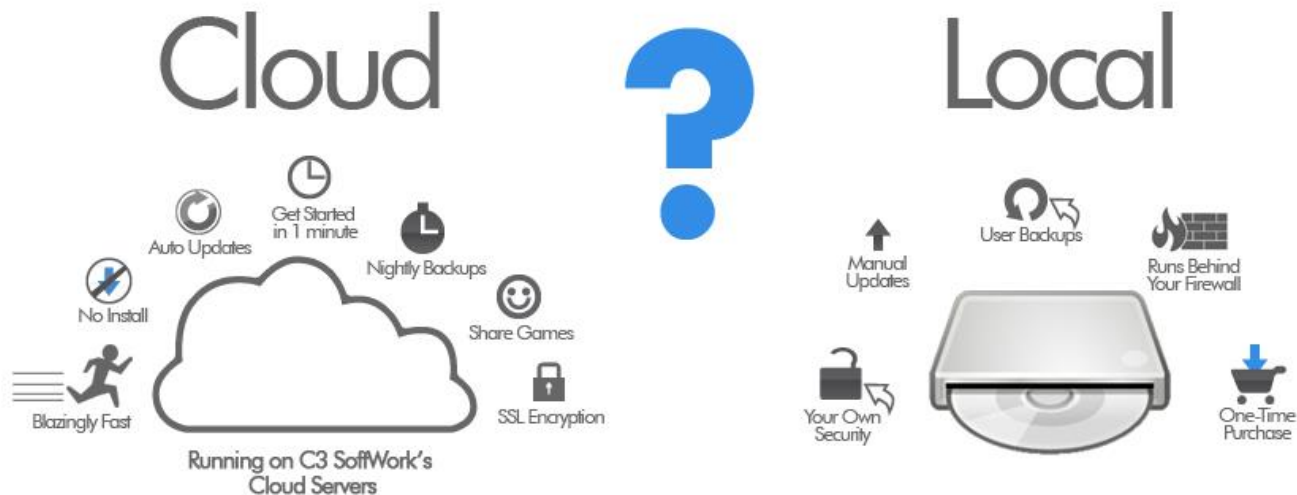 Cloud
?
Local
Get Started
in 1 minute
Auto Updates
Nightly Backups
No Install
Share Games
Blazingly Fast
SSL Encryption
Running on C3 SoftWork's
Cloud Servers
User Backups
Manual
Updates
Runs Behind
Your Firewall
Your Own
Security
One-Time
Purchase